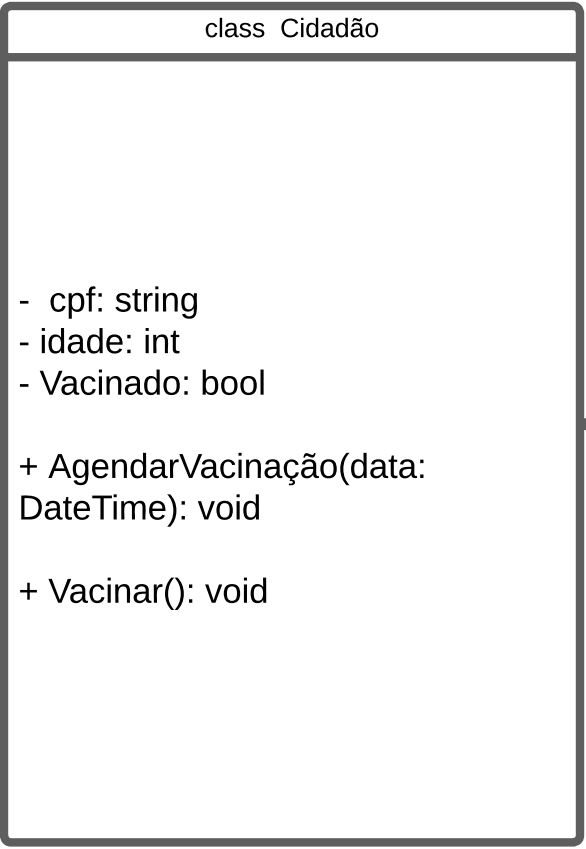 class  Cidadão
-  cpf: string
- idade: int
- Vacinado: bool
+ AgendarVacinação(data:
DateTime): void
+ Vacinar(): void